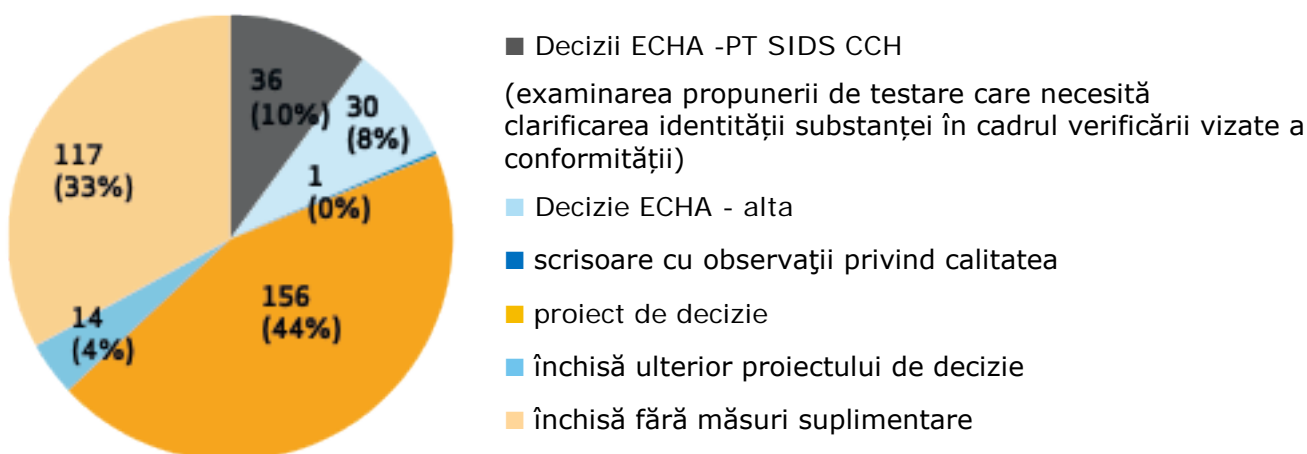 36
(10%)
30
(8%)
1
(0%)
117
(33%)
156
(44%)
14
(4%)
Decizii ECHA -PT SIDS CCH
(examinarea propunerii de testare care necesită
clarificarea identității substanței în cadrul verificării vizate a
conformității)
Decizie ECHA - alta
scrisoare cu observaţii privind calitatea
proiect de decizie
închisă ulterior proiectului de decizie
închisă fără măsuri suplimentare